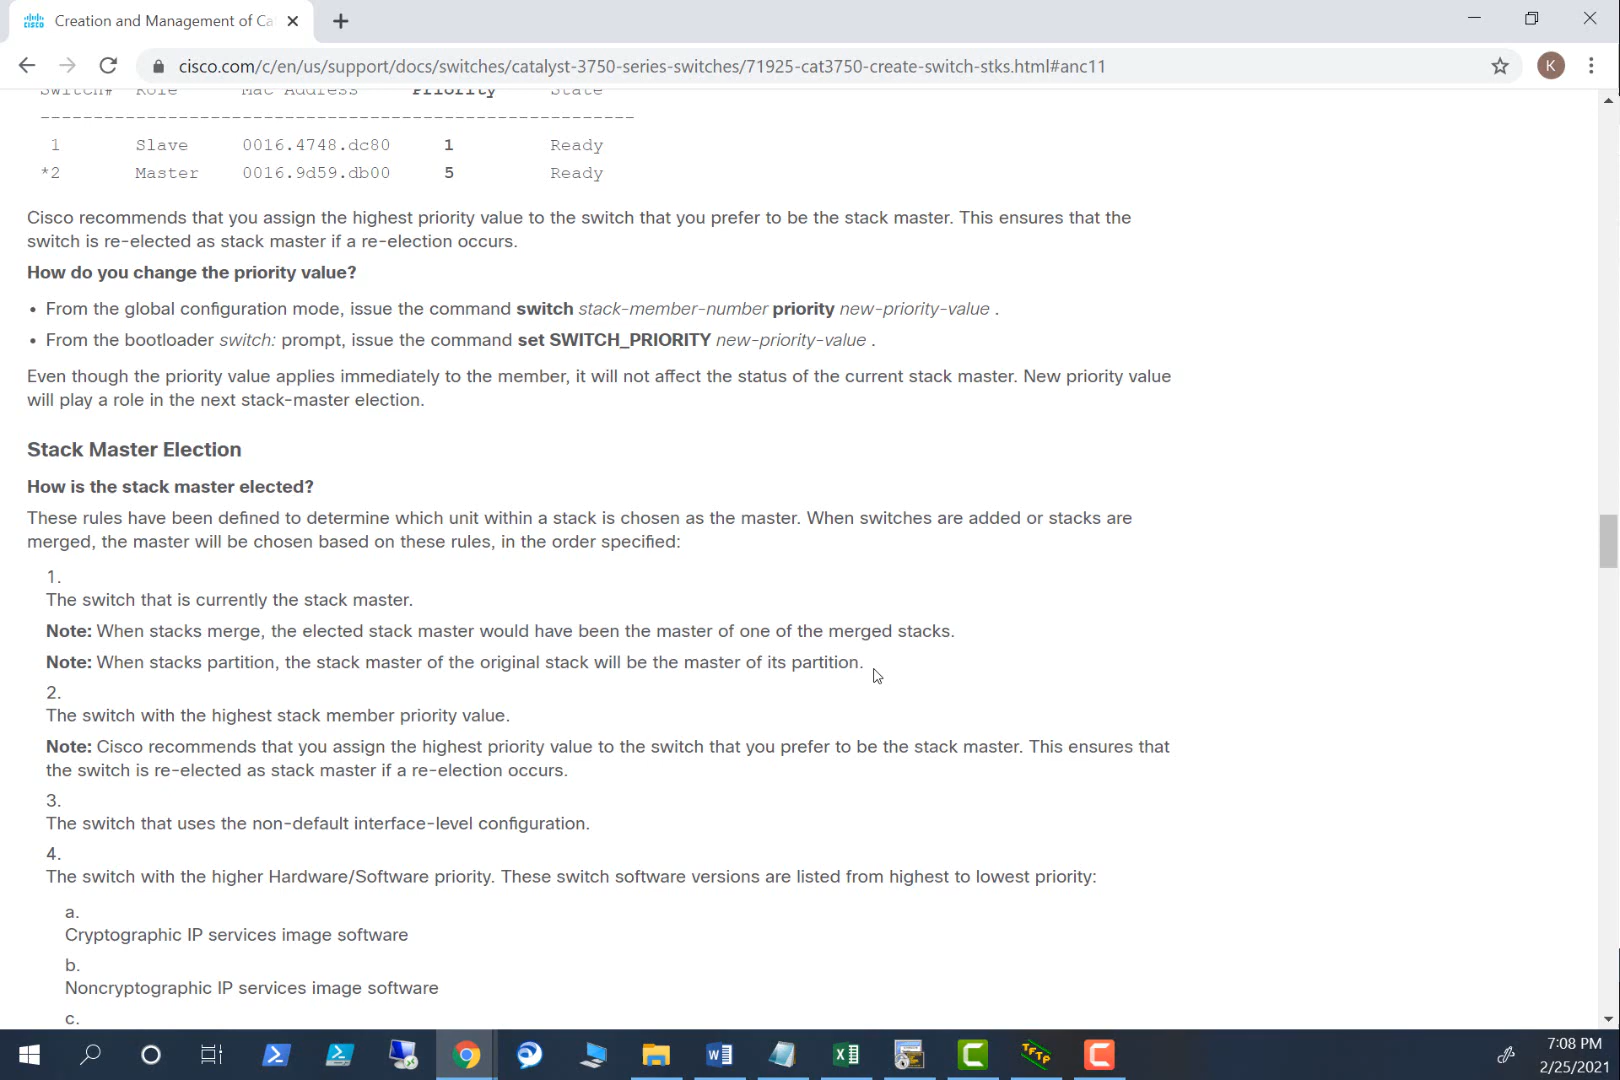 cisco
Creation and Management of Ca
cisco.com/c/en/us/support/docs/switches/catalyst-3750-series-switches/71925-cat3750-create-switch-stks.html#anc11
K
Switch# Role Mac Address Priority State
--------------------------------------------------------
1 Slave 0016.4748.dc80 1 Ready
*2 Master 0016.9d59.db00 5 Ready
Cisco recommends that you assign the highest priority value to the switch that you prefer to be the stack master. This ensures that the
switch is re-elected as stack master if a re-election occurs.
How do you change the priority value?
• From the global configuration mode, issue the command switch stack-member-number priority new-priority-value .
• From the bootloader switch: prompt, issue the command set SWITCH_PRIORITY new-priority-value .
Even though the priority value applies immediately to the member, it will not affect the status of the current stack master. New priority value
will play a role in the next stack-master election.
Stack Master Election
How is the stack master elected?
These rules have been defined to determine which unit within a stack is chosen as the master. When switches are added or stacks are
merged, the master will be chosen based on these rules, in the order specified:
1.
The switch that is currently the stack master.
Note: When stacks merge, the elected stack master would have been the master of one of the merged stacks.
Note: When stacks partition, the stack master of the original stack will be the master of its partition.
2.
The switch with the highest stack member priority value.
Note: Cisco recommends that you assign the highest priority value to the switch that you prefer to be the stack master. This ensures that
the switch is re-elected as stack master if a re-election occurs.
3.
The switch that uses the non-default interface-level configuration.
4.
The switch with the higher Hardware/Software priority. These switch software versions are listed from highest to lowest priority:
a.
Cryptographic IP services image software
b.
Noncryptographic IP services image software
c.
TFTP
7:08 PM
2/25/2021